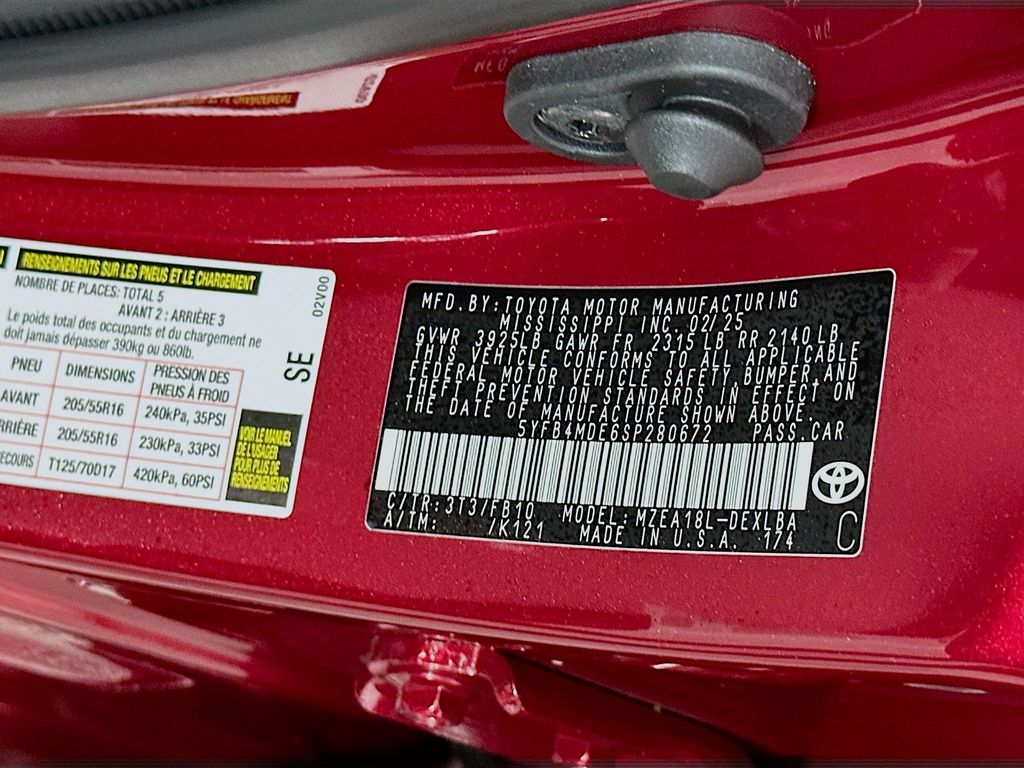 RENSEIGNEMENTS SUR LES PNEUS ET LE CHARGEMENT
NOMBRE DE PLACES: TOTAL 5
AVANT 2 : ARRIÈRE 3
Le poids total des occupants et du chargement ne
doit jamais dépasser 390kg ou 860lb.
PNEU DIMENSIONS PRESSION DES
PNEUS À FROID
AVANT 205/55R16 240kPa, 35PSI
RRIÈRE 205/55R16 230kPa, 33PSI
ECOURS T125/70D17 420kPa, 60PSI
VOIR LE MANUEL
DE L'USAGER
POUR PLUS DE
RENSEIGNEMENTS
02V00
SE
MFD. BY: TOYOTA MOTOR MANUFACTURING
MISSISSIPPI INC. 02/25
GVWR 3925LB GAWR FR 2315 LB RR 2140 LB
THIS VEHICLE CONFORMS TO ALL APPLICABLE
FEDERAL MOTOR VEHICLE SAFETY, BUMPER AND
THEFT PREVENTION STANDARDS IN EFFECT ON
THE DATE OF MANUFACTURE SHOWN ABOVE.
5YFB4MDE6SP280672 PASS.CAR
C/TR: 3T37/FB10 MODEL: MZEA18L-DEXLBA
A/TM: /K121 MADE IN U.S.A. 174
C